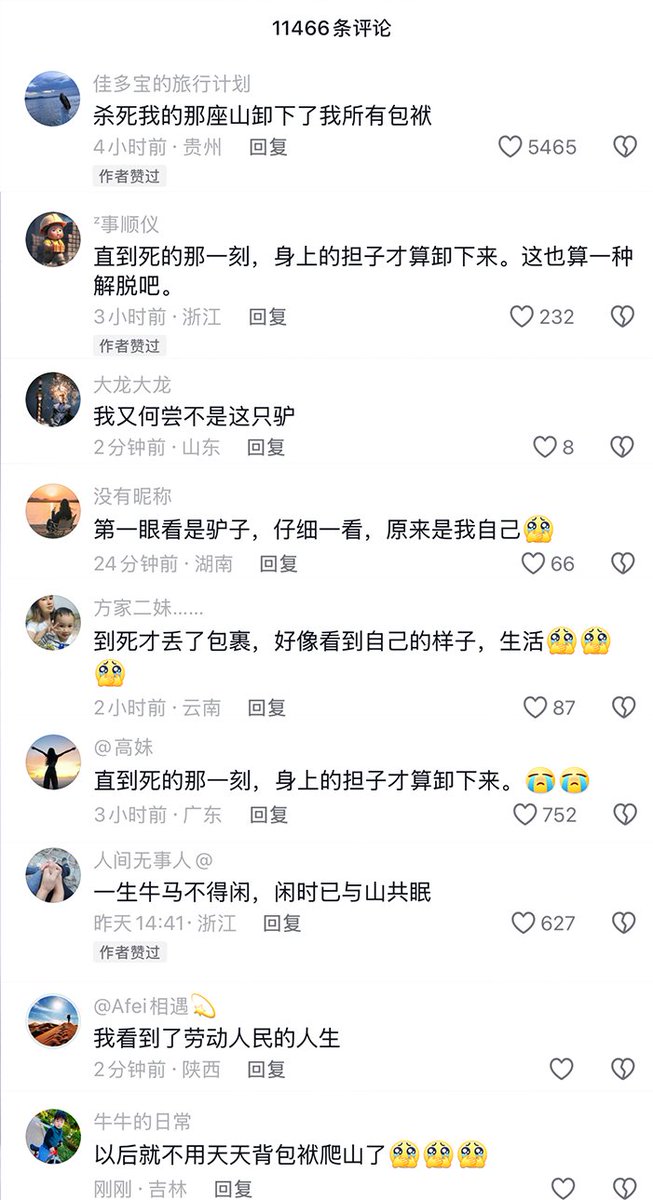 11466条评论
佳多宝的旅行计划
杀死我的那座山卸下了我所有包袱
4小时前·贵州 回复 5465
作者赞过
ᶻ事顺仪
直到死的那一刻，身上的担子才算卸下来。这也算一种
解脱吧。
3小时前·浙江 回复 232
作者赞过
大龙大龙
我又何尝不是这只驴
2分钟前·山东 回复 8
没有昵称
第一眼看是驴子，仔细一看，原来是我自己🥹
24分钟前·湖南 回复 66
方家二妹......
到死才丢了包裹，好像看到自己的样子，生活🥹🥹
🥹
2小时前·云南 回复 87
@高妹
直到死的那一刻，身上的担子才算卸下来。😭😭
3小时前·广东 回复 752
人间无事人@
一生牛马不得闲，闲时已与山共眠
昨天14:41·浙江 回复 627
作者赞过
@Afei相遇💫
我看到了劳动人民的人生
2分钟前·陕西 回复
牛牛的日常
以后就不用天天背包袱爬山了🥹🥹🥹
刚刚·吉林 回复